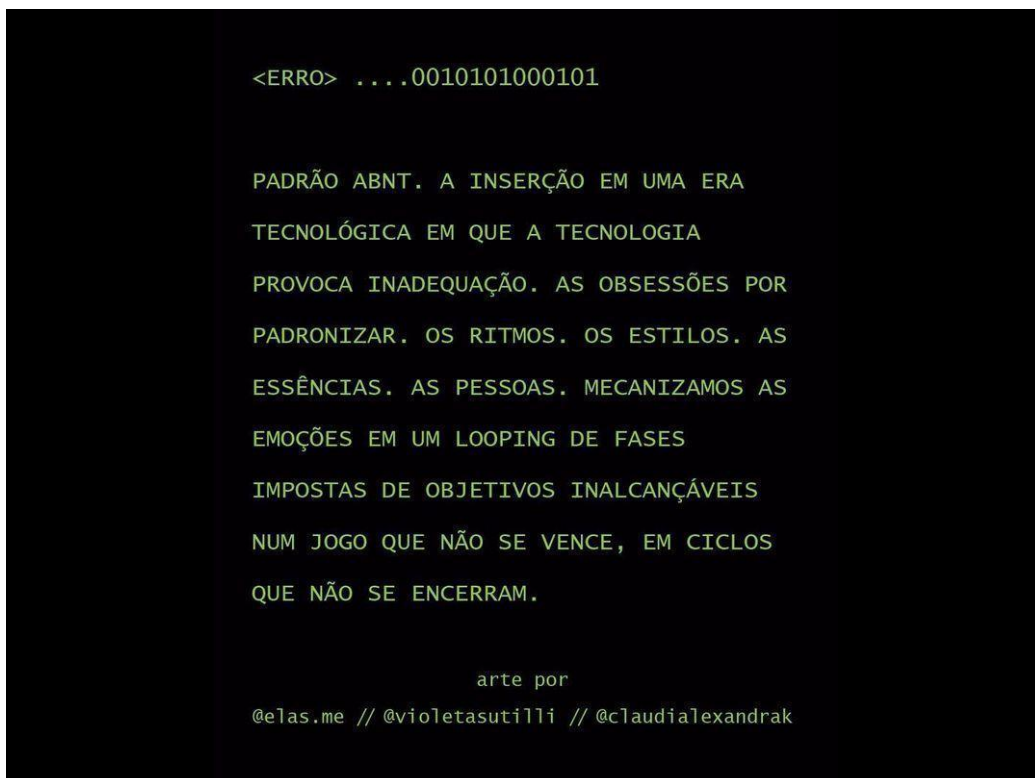 <ERRO> ....0010101000101
PADRÃO ABNT. A INSERÇÃO EM UMA ERA
TECNOLÓGICA EM QUE A TECNOLOGIA
PROVOCA INADEQUAÇÃO. AS OBSESSÕES POR
PADRONIZAR. OS RITMOS. OS ESTILOS. AS
ESSÊNCIAS. AS PESSOAS. MECANIZAMOS AS
EMOÇÕES EM UM LOOPING DE FASES
IMPOSTAS DE OBJETIVOS INALCANÇÁVEIS
NUM JOGO QUE NÃO SE VENCE, EM CICLOS
QUE NÃO SE ENCERRAM.
arte por
@elas.me // @violetasutilli // @claudialexandrak